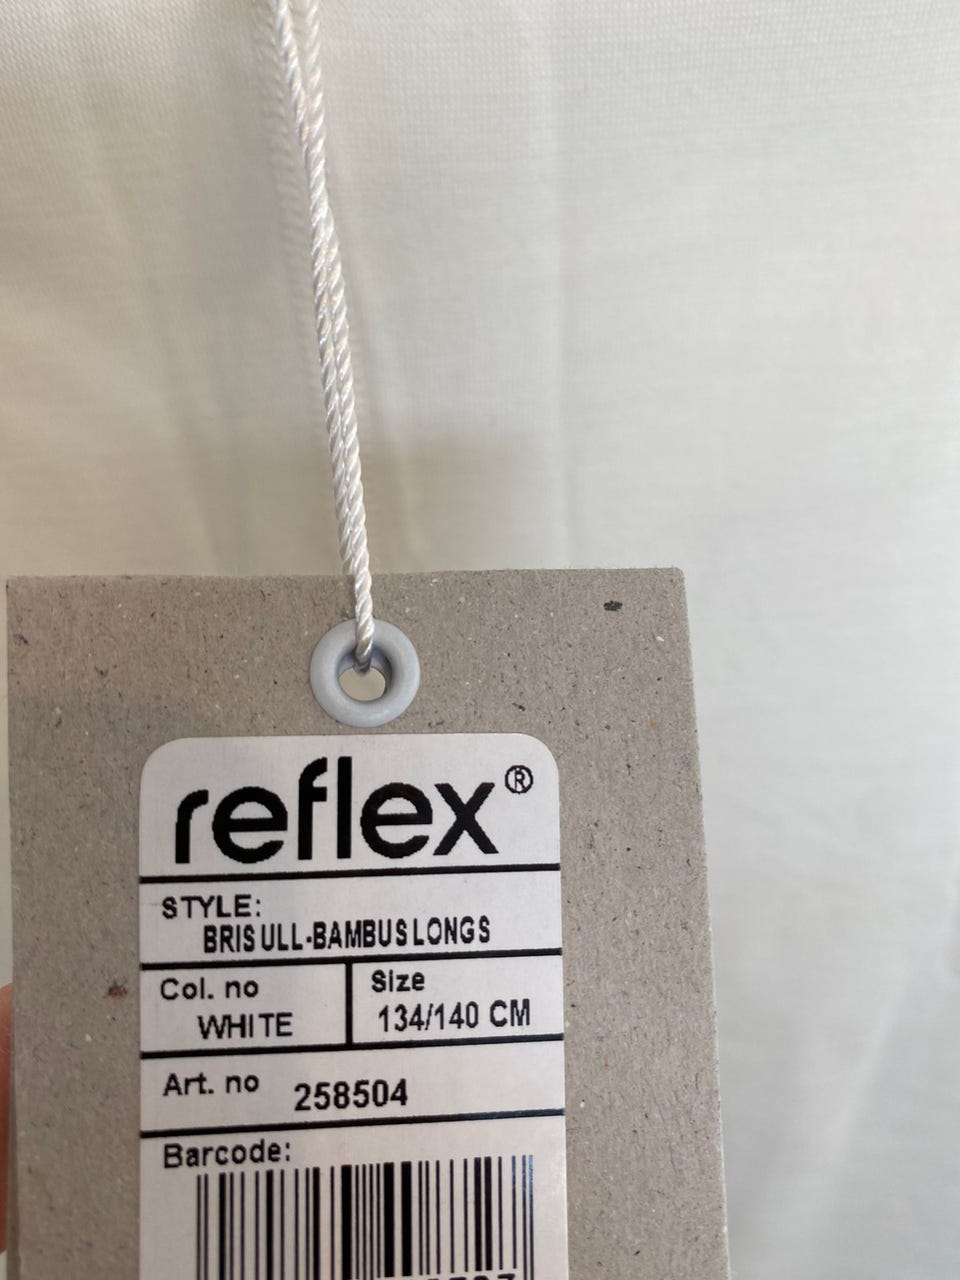 reflex®
STYLE:
BRIS ULL-BAMBUS LONGS
Col. no
WHITE
Size
134/140 CM
Art. no 258504
Barcode: